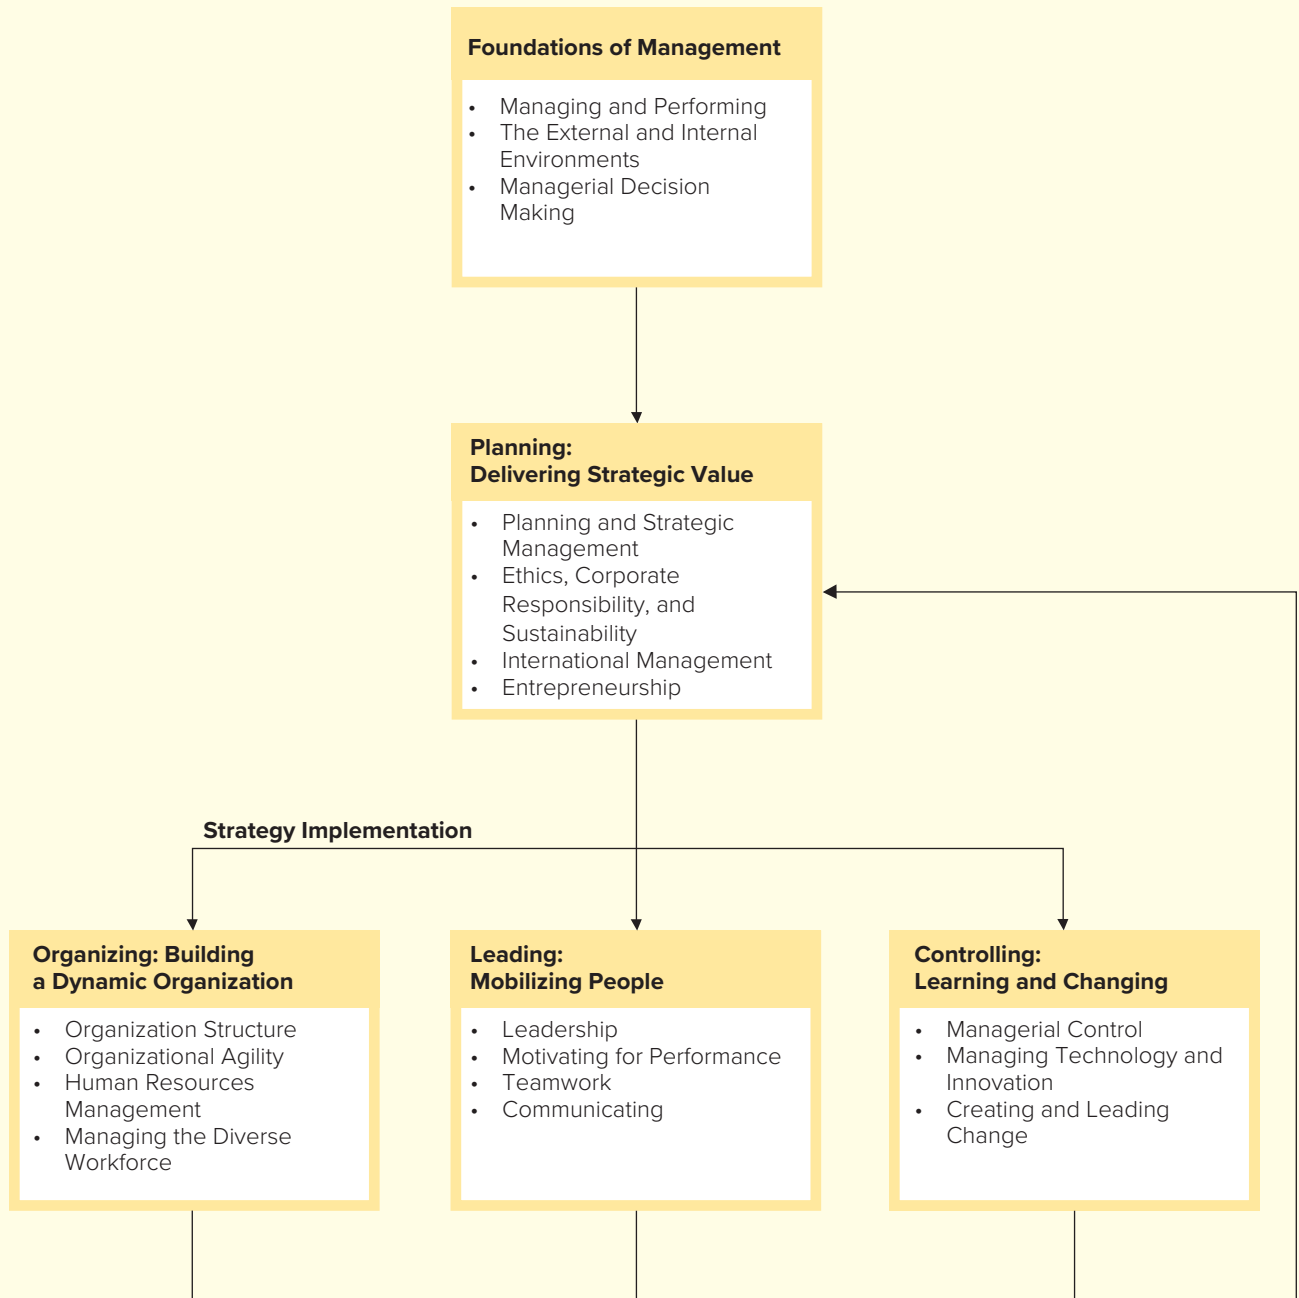 Foundations of Management
• Managing and Performing
• The External and Internal
Environments
• Managerial Decision
Making
Planning:
Delivering Strategic Value
• Planning and Strategic
Management
• Ethics, Corporate
Responsibility, and
Sustainability
• International Management
• Entrepreneurship
Strategy Implementation
Organizing: Building
a Dynamic Organization
• Organization Structure
• Organizational Agility
• Human Resources
Management
• Managing the Diverse
Workforce
Leading:
Mobilizing People
• Leadership
• Motivating for Performance
• Teamwork
• Communicating
Controlling:
Learning and Changing
• Managerial Control
• Managing Technology and
Innovation
• Creating and Leading
Change